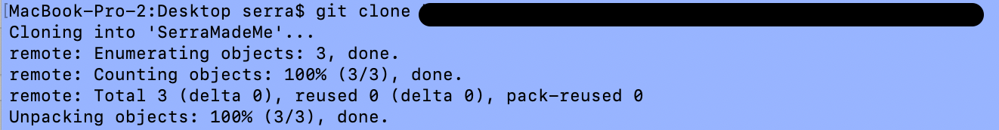 [MacBook-Pro-2:Desktop serra$ git clone
Cloning into 'SerraMadeMe'...
remote: Enumerating objects: 3, done.
remote: Counting objects: 100% (3/3), done.
remote: Total 3 (delta 0), reused 0 (delta 0), pack-reused 0
Unpacking objects: 100% (3/3), done.